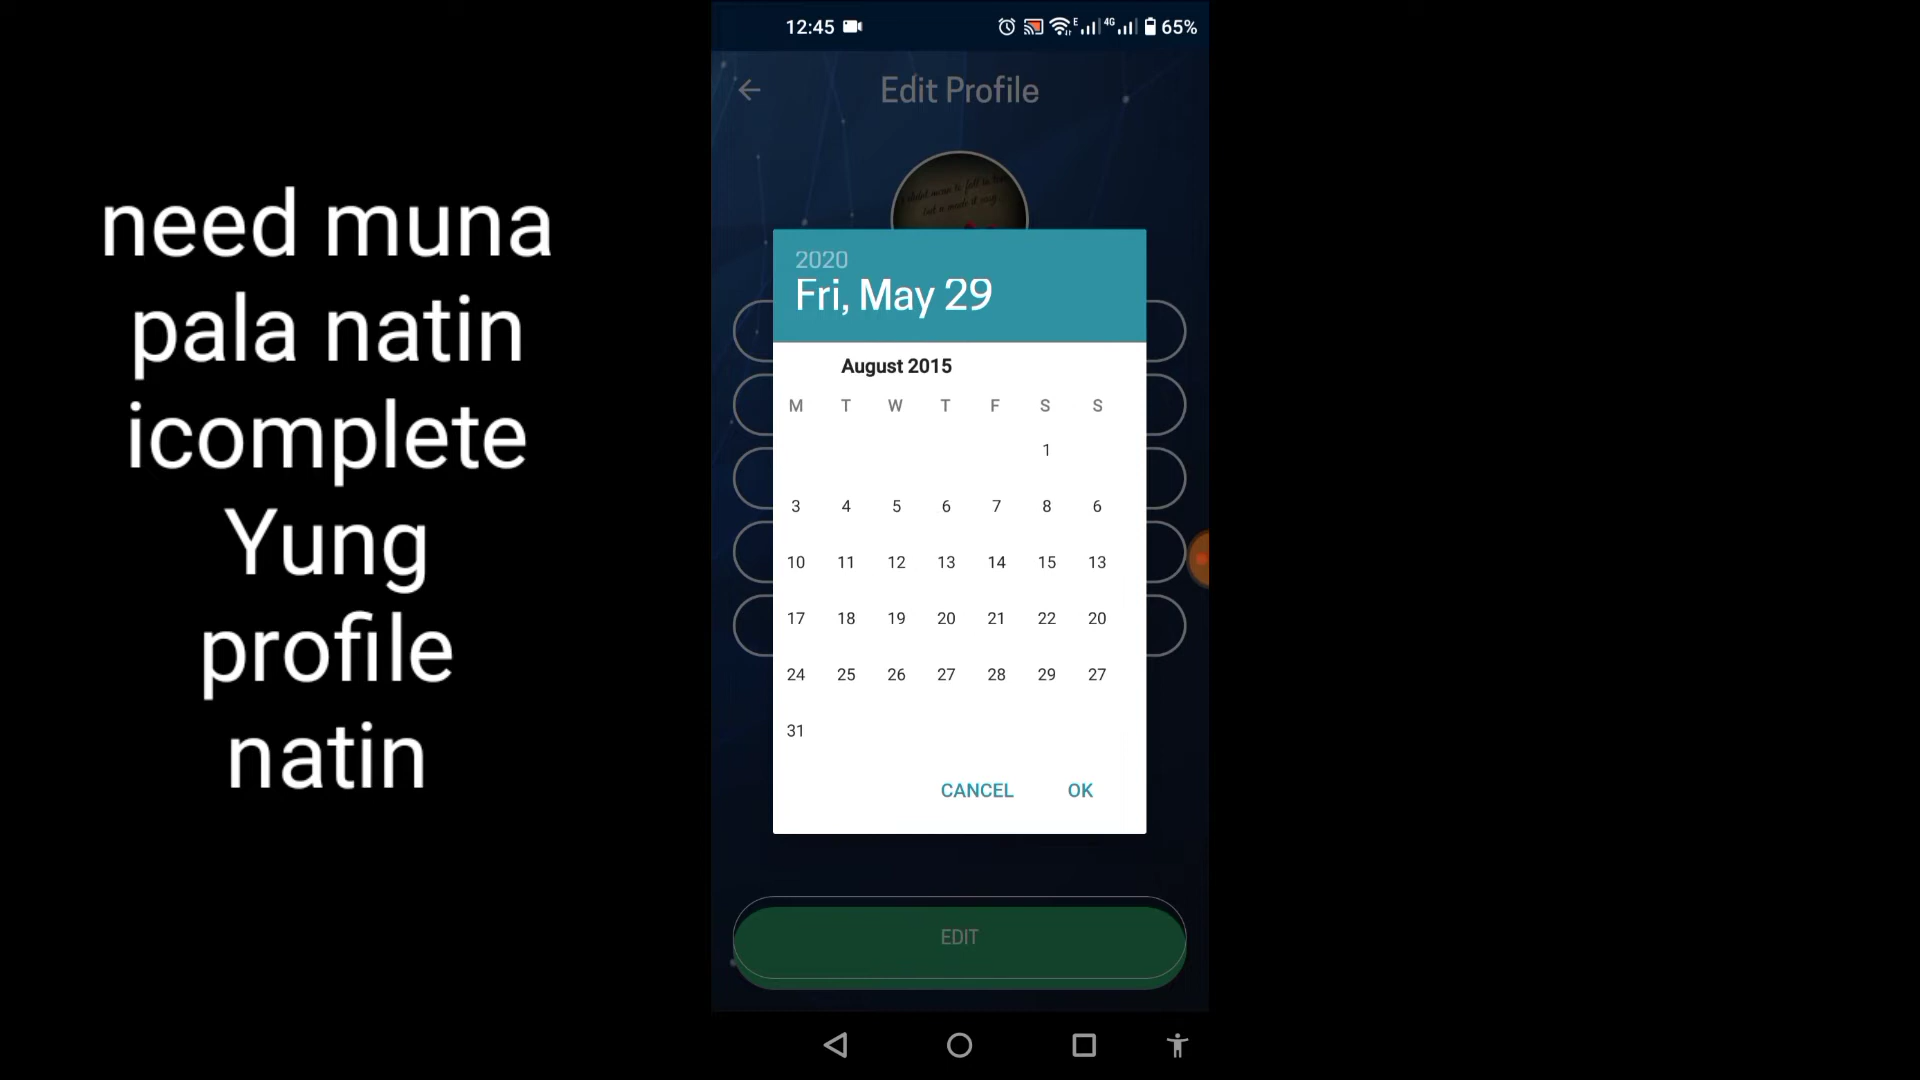 need muna
pala natin
icomplete
Yung
profile
natin
12:45
E 4G 65%
Edit Profile
2020
Fri, May 29
August 2015
M T W T F S S
1
3 4 5 6 7 8 6
10 11 12 13 14 15 13
17 18 19 20 21 22 20
24 25 26 27 28 29 27
31
CANCEL OK
EDIT